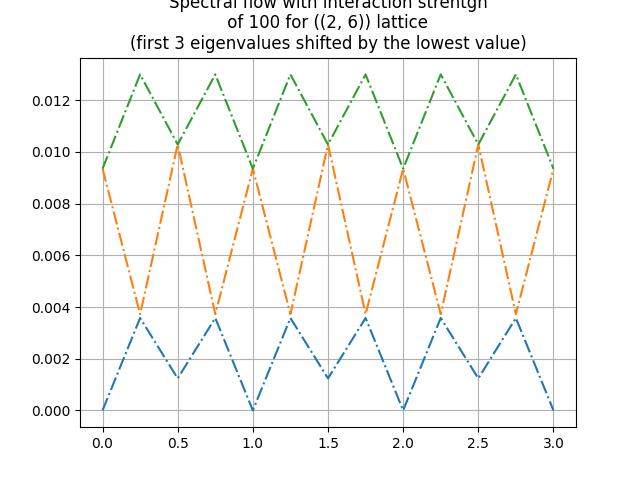 Spectral flow with interaction strentgh
of 100 for ((2, 6)) lattice
(first 3 eigenvalues shifted by the lowest value)
0.012
0.010
0.008
0.006
0.004
0.002
0.000
0.0 0.5 1.0 1.5 2.0 2.5 3.0